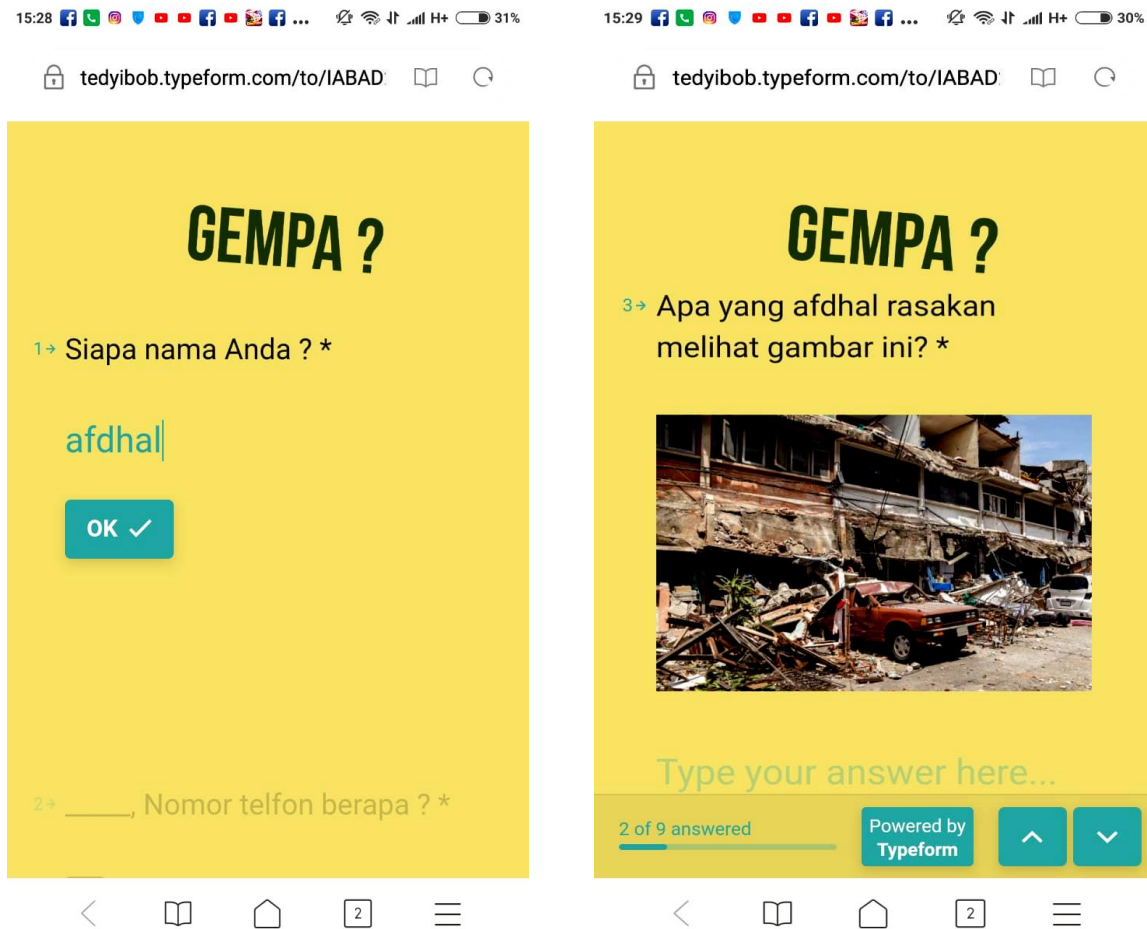 15:28 ... H+ 31%
tedyibob.typeform.com/to/IABAD
GEMPA ?
1→ Siapa nama Anda ? *
afdhal
OK ✓
2→ _____, Nomor telfon berapa ? *
2
15:29 ... H+ 30%
tedyibob.typeform.com/to/IABAD
GEMPA ?
3→ Apa yang afdhal rasakan
melihat gambar ini? *
Type your answer here...
2 of 9 answered
Powered by
Typeform
2